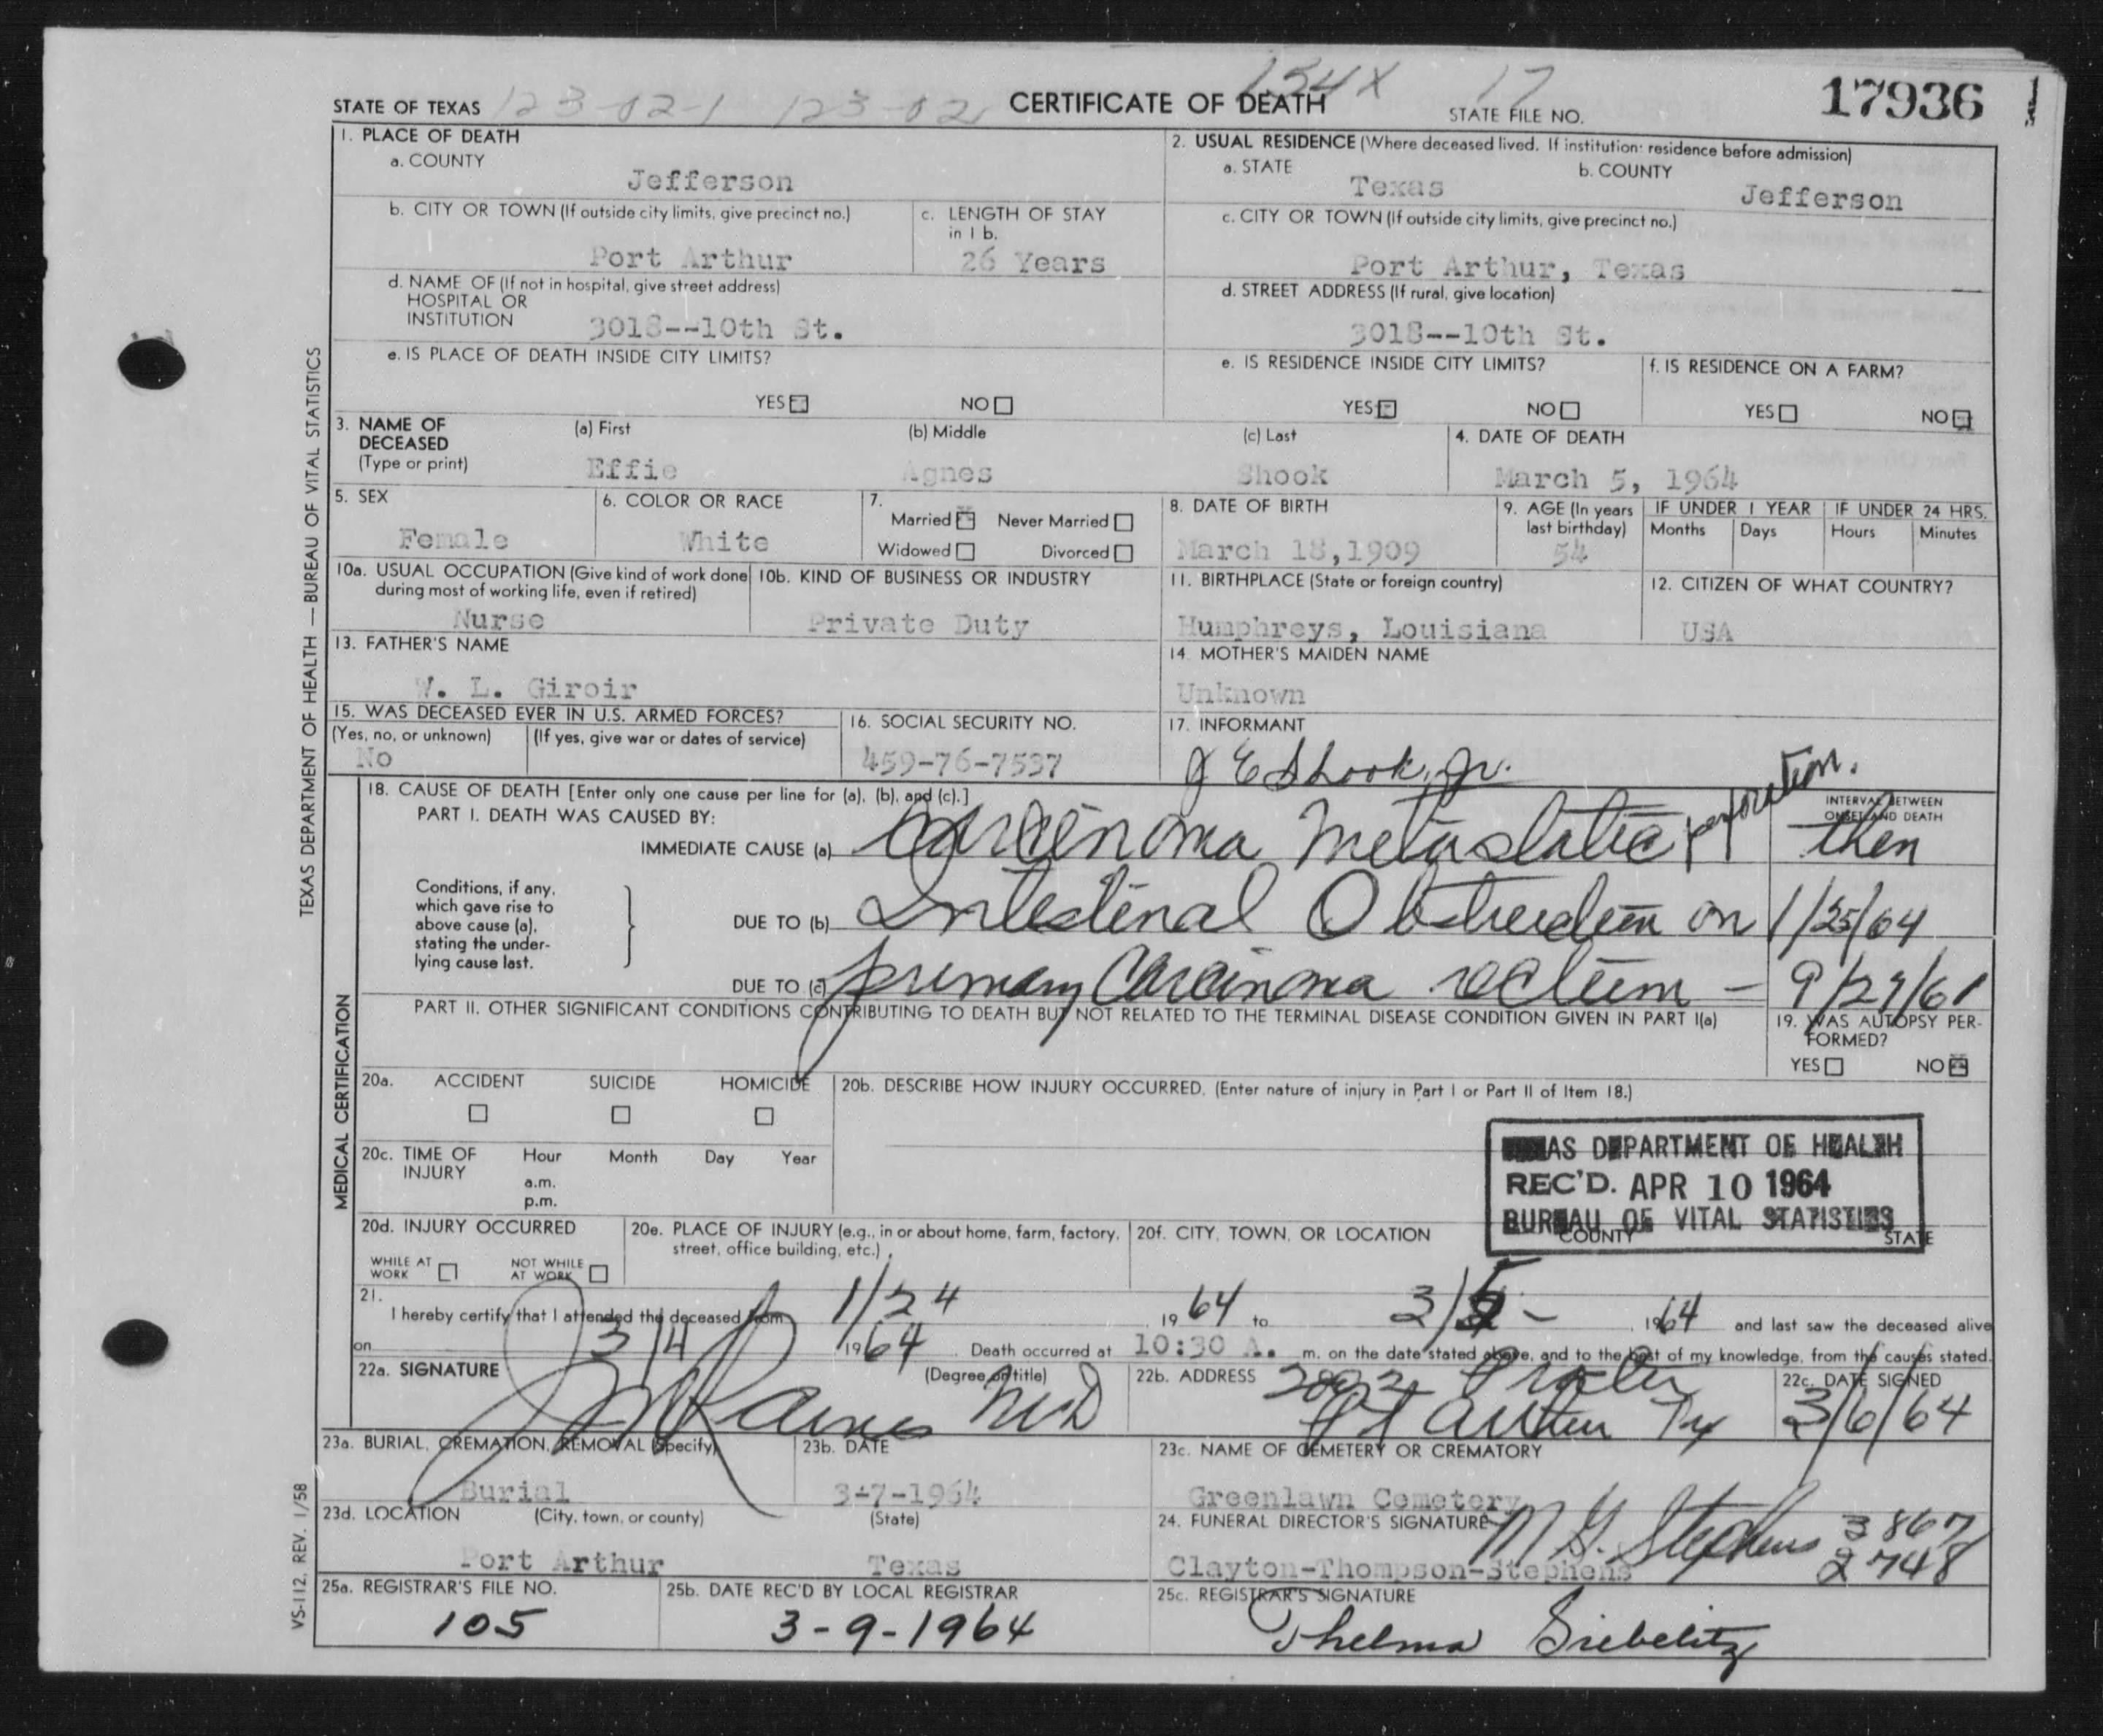 154X 17
STATE OF TEXAS 123-02-1 123-02 CERTIFICATE OF DEATH STATE FILE NO. 17936
1. PLACE OF DEATH
a. COUNTY
Jefferson
2. USUAL RESIDENCE (Where deceased lived. If institution: residence before admission)
a. STATE b. COUNTY
Texas Jefferson
b. CITY OR TOWN (If outside city limits, give precinct no.)
Port Arthur
c. LENGTH OF STAY
in 1 b.
26 Years
c. CITY OR TOWN (If outside city limits, give precinct no.)
Port Arthur, Texas
d. NAME OF (If not in hospital, give street address)
HOSPITAL OR
INSTITUTION 3018--10th St.
d. STREET ADDRESS (If rural, give location)
3018--10th St.
e. IS PLACE OF DEATH INSIDE CITY LIMITS?
YES NO
e. IS RESIDENCE INSIDE CITY LIMITS?
YES NO
f. IS RESIDENCE ON A FARM?
YES NO
3. NAME OF
DECEASED
(Type or print)
(a) First (b) Middle (c) Last
Effie Agnes Shook
4. DATE OF DEATH
March 5, 1964
5. SEX
Female
6. COLOR OR RACE
White
7.
Married Never Married
Widowed Divorced
8. DATE OF BIRTH
March 18,1909
9. AGE (In years
last birthday)
54
IF UNDER 1 YEAR IF UNDER 24 HRS.
Months Days Hours Minutes
10a. USUAL OCCUPATION (Give kind of work done
during most of working life, even if retired)
Nurse
10b. KIND OF BUSINESS OR INDUSTRY
Private Duty
11. BIRTHPLACE (State or foreign country)
Humphreys, Louisiana
12. CITIZEN OF WHAT COUNTRY?
USA
13. FATHER'S NAME
W. L. Giroir
14. MOTHER'S MAIDEN NAME
Unknown
15. WAS DECEASED EVER IN U.S. ARMED FORCES?
(Yes, no, or unknown) (If yes, give war or dates of service)
No
16. SOCIAL SECURITY NO.
459-76-7537
17. INFORMANT
J E Shook, Jr.
18. CAUSE OF DEATH [Enter only one cause per line for (a), (b), and (c).]
PART I. DEATH WAS CAUSED BY:
INTERVAL BETWEEN
ONSET AND DEATH
IMMEDIATE CAUSE (a) Carcinoma Metastatic perforation. then
Conditions, if any,
which gave rise to
above cause (a),
stating the under-
lying cause last.
DUE TO (b) Intestinal Obstruction on 1/25/64
DUE TO (c) primary Carcinoma rectum - 9/27/61
PART II. OTHER SIGNIFICANT CONDITIONS CONTRIBUTING TO DEATH BUT NOT RELATED TO THE TERMINAL DISEASE CONDITION GIVEN IN PART I(a)
19. WAS AUTOPSY PER-
FORMED?
YES NO
20a. ACCIDENT SUICIDE HOMICIDE
20b. DESCRIBE HOW INJURY OCCURRED. (Enter nature of injury in Part I or Part II of Item 18.)
20c. TIME OF
INJURY
Hour Month Day Year
a.m.
p.m.
TEXAS DEPARTMENT OF HEALTH
REC'D. APR 10 1964
BUREAU OF VITAL STATISTICS
20d. INJURY OCCURRED
WHILE AT
WORK
NOT WHILE
AT WORK
20e. PLACE OF INJURY (e.g., in or about home, farm, factory,
street, office building, etc.)
20f. CITY, TOWN, OR LOCATION COUNTY STATE
21.
I hereby certify that I attended the deceased from 1/24 , 1964 to 3/5 - , 1964 and last saw the deceased alive
on 3/4 1964 . Death occurred at 10:30 A. m. on the date stated above, and to the best of my knowledge, from the causes stated.
22a. SIGNATURE (Degree or title)
MD
22b. ADDRESS
Procter
Pt Arthur Tx
22c. DATE SIGNED
3/6/64
23a. BURIAL, CREMATION, REMOVAL (Specify)
Burial
23b. DATE
3-7-1964
23c. NAME OF CEMETERY OR CREMATORY
Greenlawn Cemetery
23d. LOCATION (City, town, or county) (State)
Port Arthur Texas
24. FUNERAL DIRECTOR'S SIGNATURE
M G. Stephens 3867
Clayton-Thompson-Stephens 2748
25a. REGISTRAR'S FILE NO.
105
25b. DATE REC'D BY LOCAL REGISTRAR
3-9-1964
25c. REGISTRAR'S SIGNATURE
Thelma Siebelitz
TEXAS DEPARTMENT OF HEALTH — BUREAU OF VITAL STATISTICS
MEDICAL CERTIFICATION
VS-112, REV. 1/58